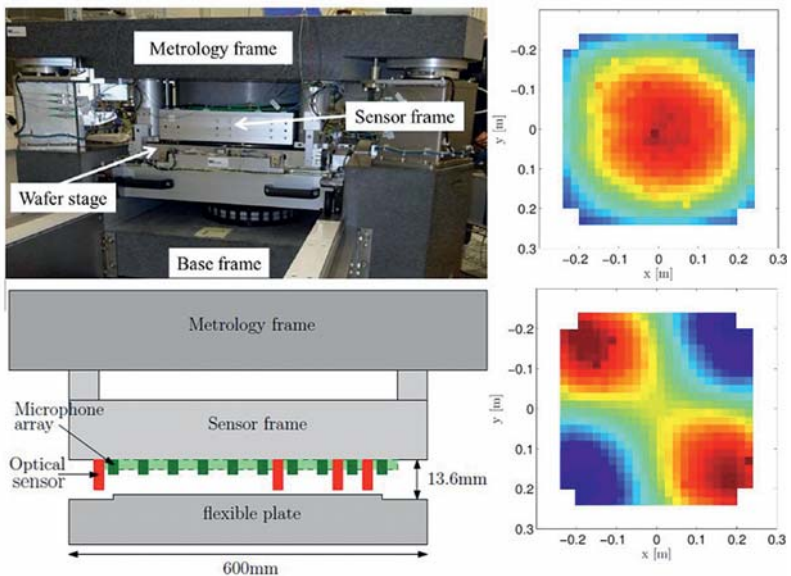 Metrology frame
Sensor frame
Wafer stage
Base frame
-0.2
-0.1
0
0.1
0.2
0.3
y [m]
-0.2 -0.1 0 0.1 0.2 0.3
x [m]
Metrology frame
Microphone
array
Sensor frame
Optical
sensor
13.6mm
flexible plate
600mm
-0.2
-0.1
0
0.1
0.2
0.3
y [m]
-0.2 -0.1 0 0.1 0.2 0.3
x [m]